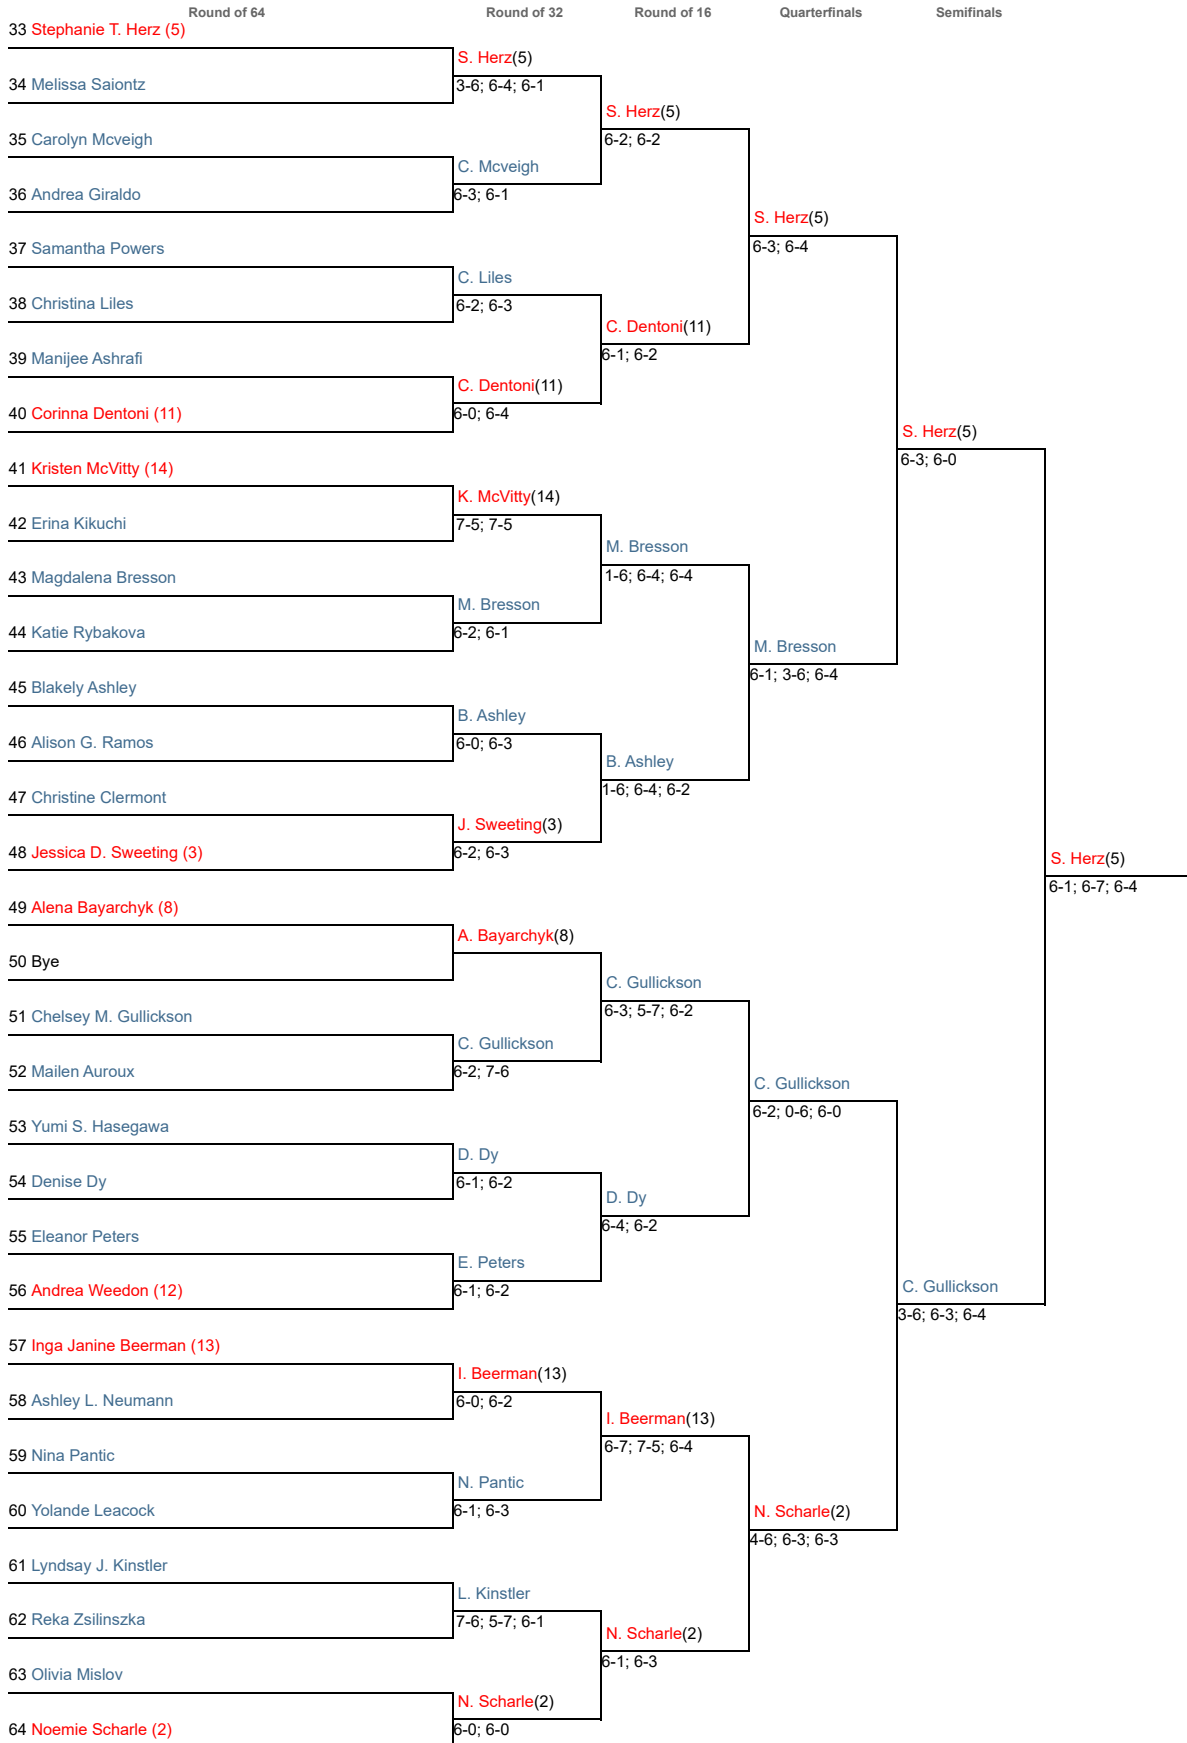 Round of 64 Round of 32 Round of 16 Quarterfinals Semifinals
33 Stephanie T. Herz (5)
S. Herz(5)
34 Melissa Saiontz
3-6; 6-4; 6-1
S. Herz(5)
35 Carolyn Mcveigh
6-2; 6-2
C. Mcveigh
36 Andrea Giraldo
6-3; 6-1
S. Herz(5)
37 Samantha Powers
6-3; 6-4
C. Liles
38 Christina Liles
6-2; 6-3
C. Dentoni(11)
39 Manijee Ashrafi
6-1; 6-2
C. Dentoni(11)
40 Corinna Dentoni (11)
6-0; 6-4
S. Herz(5)
6-3; 6-0
41 Kristen McVitty (14)
K. McVitty(14)
42 Erina Kikuchi
7-5; 7-5
M. Bresson
43 Magdalena Bresson
1-6; 6-4; 6-4
M. Bresson
44 Katie Rybakova
6-2; 6-1
M. Bresson
6-1; 3-6; 6-4
45 Blakely Ashley
B. Ashley
46 Alison G. Ramos
6-0; 6-3
B. Ashley
47 Christine Clermont
1-6; 6-4; 6-2
J. Sweeting(3)
48 Jessica D. Sweeting (3)
6-2; 6-3
S. Herz(5)
6-1; 6-7; 6-4
49 Alena Bayarchyk (8)
A. Bayarchyk(8)
50 Bye
C. Gullickson
51 Chelsey M. Gullickson
6-3; 5-7; 6-2
C. Gullickson
52 Mailen Auroux
6-2; 7-6
C. Gullickson
6-2; 0-6; 6-0
53 Yumi S. Hasegawa
D. Dy
54 Denise Dy
6-1; 6-2
D. Dy
55 Eleanor Peters
6-4; 6-2
E. Peters
56 Andrea Weedon (12)
6-1; 6-2
C. Gullickson
3-6; 6-3; 6-4
57 Inga Janine Beerman (13)
I. Beerman(13)
58 Ashley L. Neumann
6-0; 6-2
I. Beerman(13)
59 Nina Pantic
6-7; 7-5; 6-4
N. Pantic
60 Yolande Leacock
6-1; 6-3
N. Scharle(2)
4-6; 6-3; 6-3
61 Lyndsay J. Kinstler
L. Kinstler
62 Reka Zsilinszka
7-6; 5-7; 6-1
N. Scharle(2)
63 Olivia Mislov
6-1; 6-3
N. Scharle(2)
64 Noemie Scharle (2)
6-0; 6-0